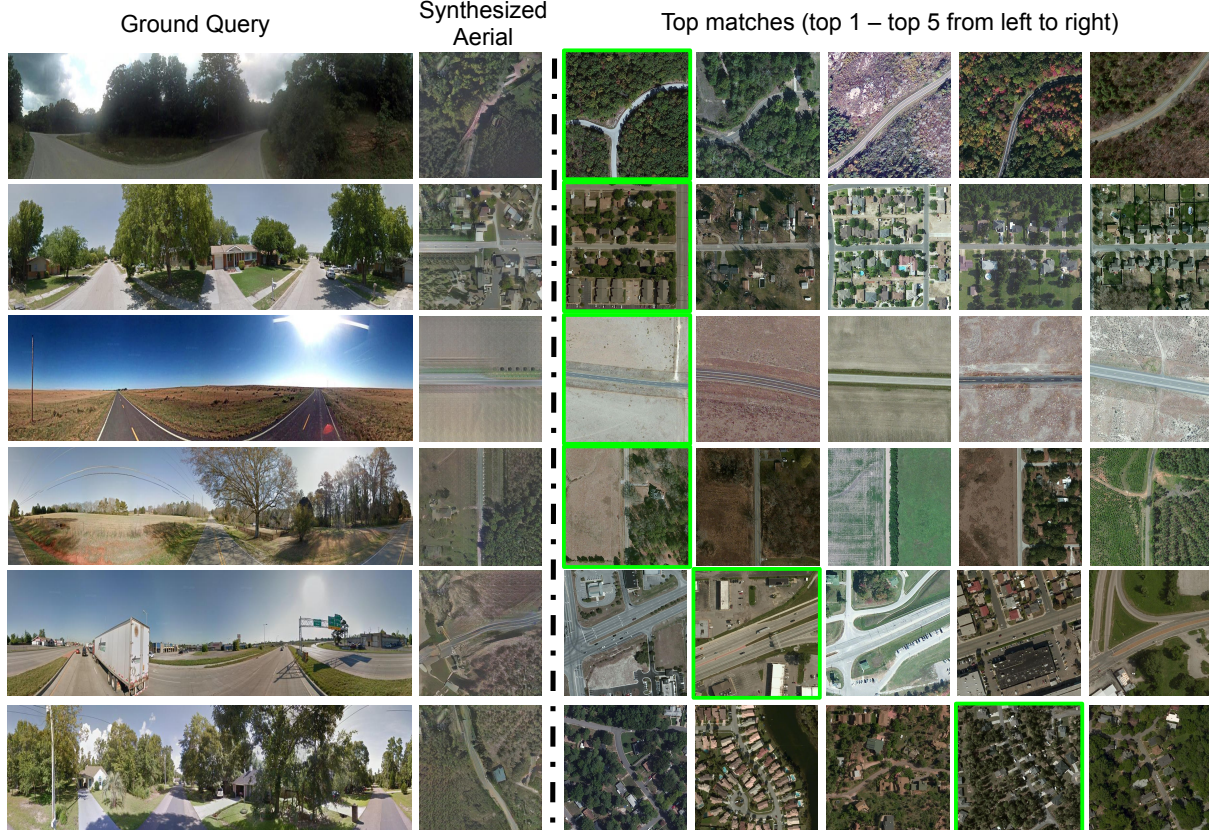 Ground Query
Synthesized
Aerial
Top matches (top 1 – top 5 from left to right)